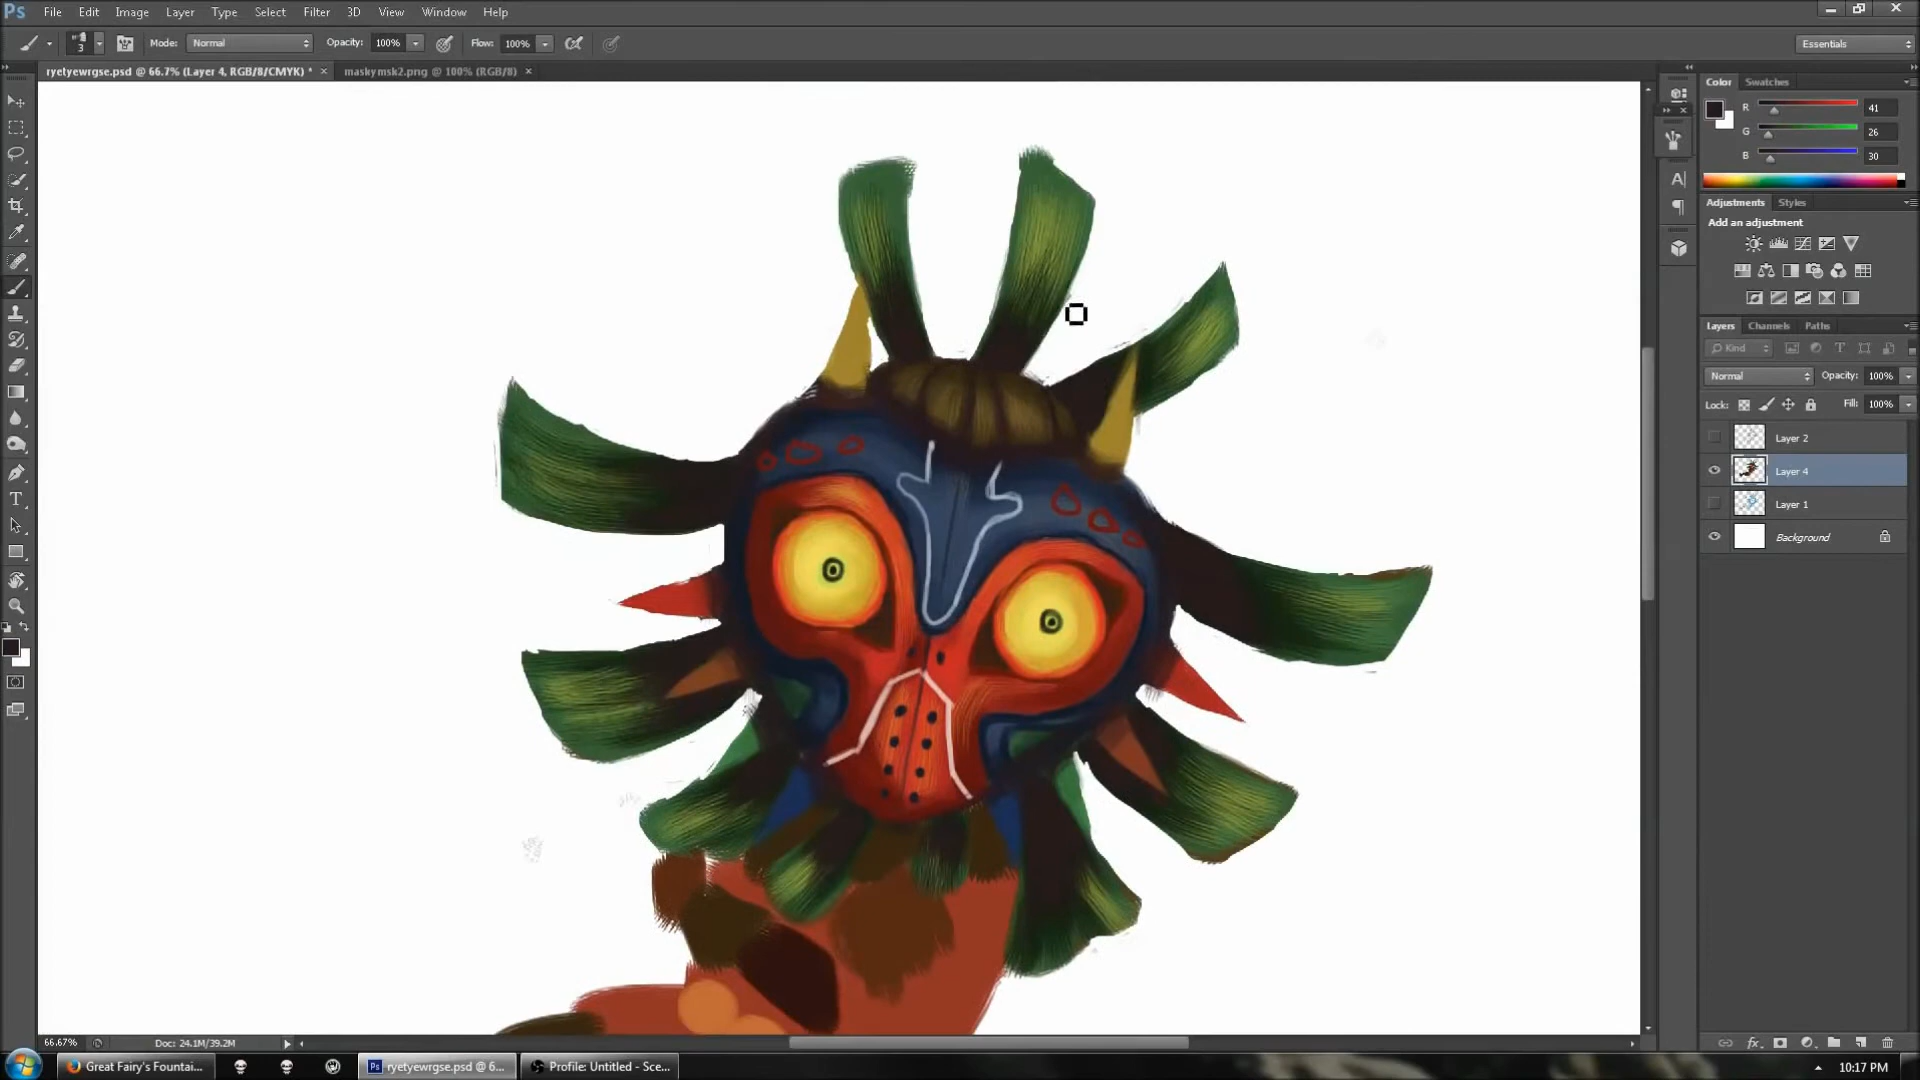 Ps File Edit Image Layer Type Select Filter 3D View Window Help
3 Mode: Normal Opacity: 100% Flow: 100% Essentials
ryetyewrgse.psd @ 66.7% (Layer 4, RGB/8/CMYK) * × maskymsk2.png @ 100% (RGB/8) ×
Color Swatches
R 41
G 26
B 30
Adjustments Styles
Add an adjustment
Layers Channels Paths
Kind
Normal Opacity: 100%
Lock: Fill: 100%
Layer 2
Layer 4
Layer 1
Background
66.67% Doc: 24.1M/39.2M
Great Fairy's Fountai... Ps ryetyewrgse.psd @ 6... Profile: Untitled - Sce... 10:17 PM